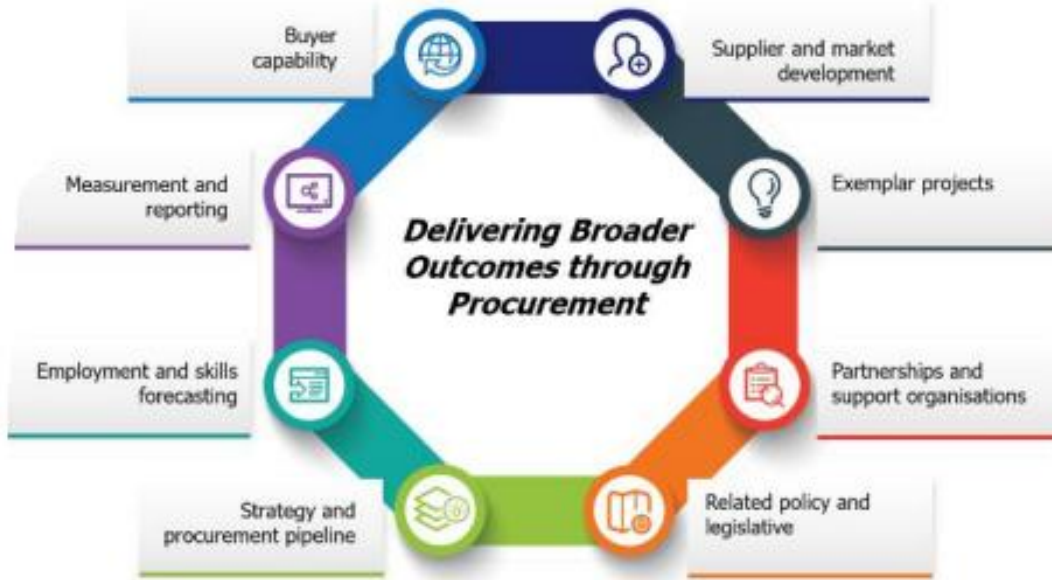 Buyer
capability
Supplier and market
development
Measurement and
reporting
Exemplar projects
Delivering Broader
Outcomes through
Procurement
Employment and skills
forecasting
Partnerships and
support organisations
Strategy and
procurement pipeline
Related policy and
legislative